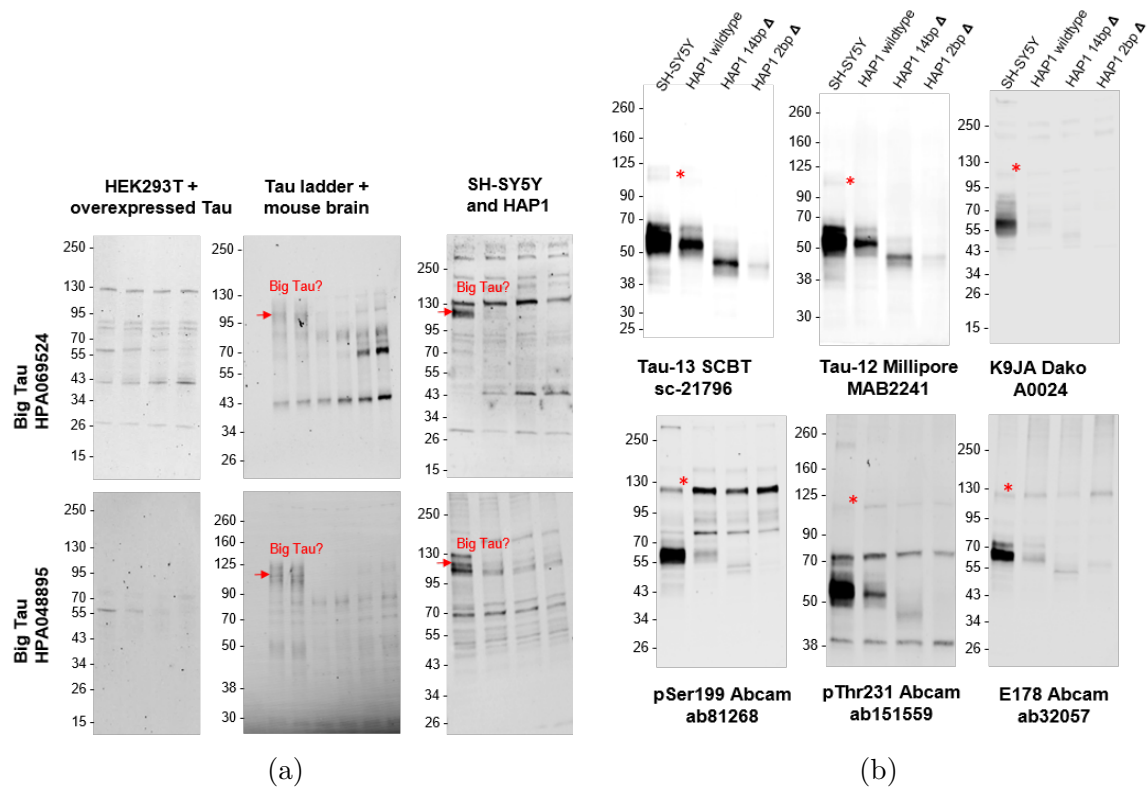 HEK293T +
overexpressed Tau
Tau ladder +
mouse brain
SH-SY5Y
and HAP1
Big Tau
HPA069524
250
130
95
70
55
43
34
26
15
250
130
95
70
55
43
34
26
Big Tau?
250
130
95
70
55
43
34
26
15
Big Tau?
Big Tau
HPA048895
250
130
95
70
55
43
34
26
15
260
160
125
90
70
50
38
30
Big Tau?
250
130
95
70
55
43
34
26
Big Tau?
(a)
SH-SY5Y
HAP1 wildtype
HAP1 14bp Δ
HAP1 2bp Δ
SH-SY5Y
HAP1 wildtype
HAP1 14bp Δ
HAP1 2bp Δ
SH-SY5Y
HAP1 wildtype
HAP1 14bp Δ
HAP1 2bp Δ
260
160
125
90
70
50
38
30
25
*
260
160
125
90
70
50
38
30
*
250
130
95
70
55
43
34
26
15
*
Tau-13 SCBT
sc-21796
Tau-12 Millipore
MAB2241
K9JA Dako
A0024
250
130
95
70
55
43
34
26
*
260
160
125
90
70
50
38
*
250
130
95
70
55
43
34
26
*
pSer199 Abcam
ab81268
pThr231 Abcam
ab151559
E178 Abcam
ab32057
(b)